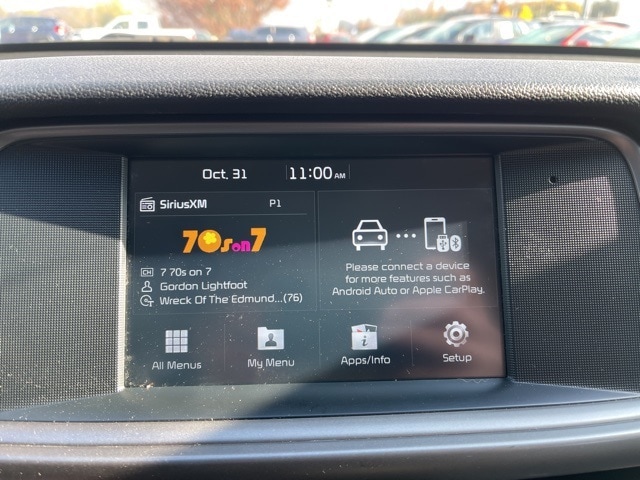 Oct. 31 11:00 AM
SiriusXM P1
70s on 7
CH 7 70s on 7
Gordon Lightfoot
Wreck Of The Edmund...(76)
Please connect a device
for more features such as
Android Auto or Apple CarPlay.
All Menus My Menu Apps/Info Setup